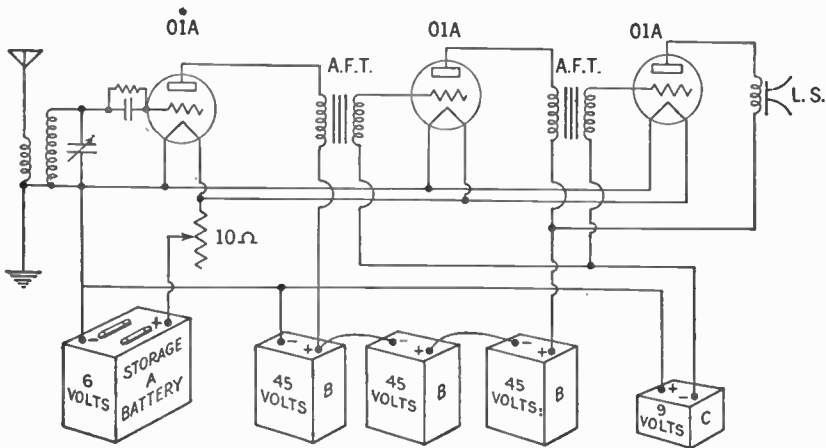 01A
01A
01A
A.F.T.
A.F.T.
L. S.
10Ω
6
VOLTS
-
+
STORAGE
A
BATTERY
- +
45
VOLTS
B
- +
45
VOLTS
B
- +
45
VOLTS
B
+ -
9
VOLTS
C